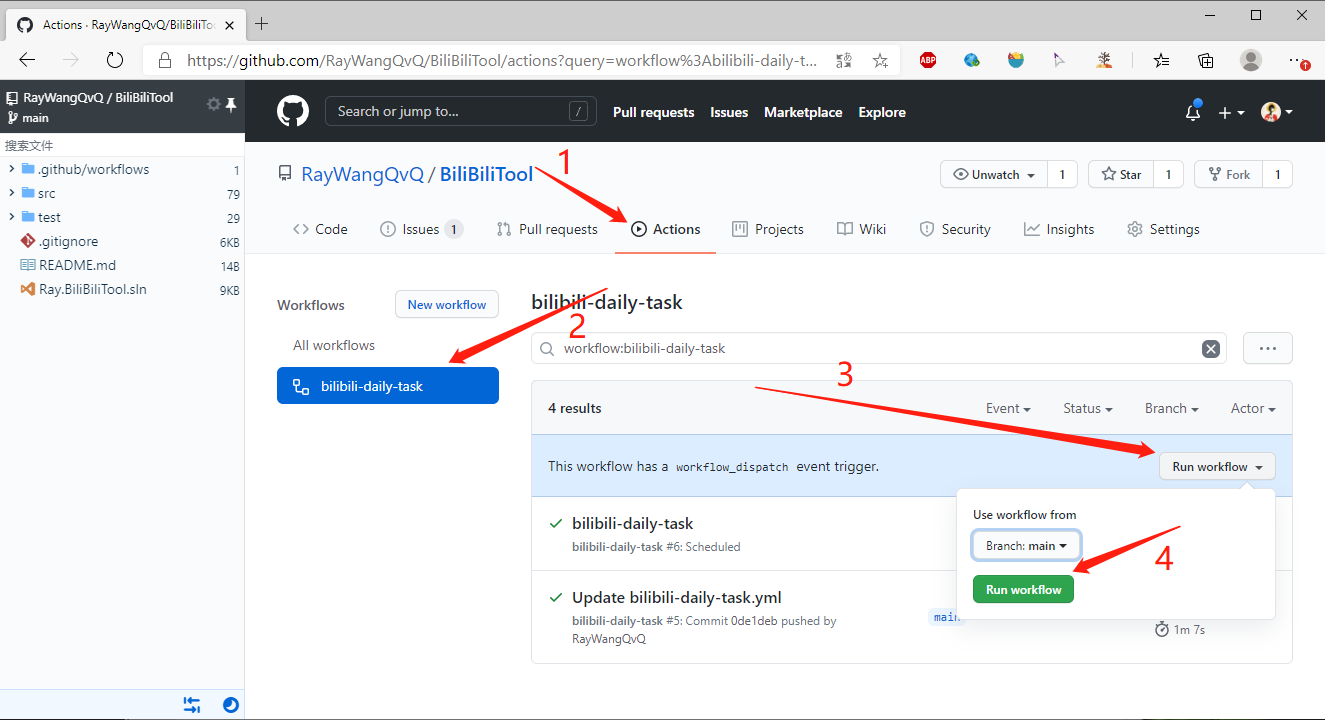 Actions · RayWangQvQ/BiliBiliToo
https://github.com/RayWangQvQ/BiliBiliTool/actions?query=workflow%3Abilibili-daily-t...
ABP
RayWangQvQ / BiliBiliTool
main
搜索文件
.github/workflows 1
src 79
test 29
.gitignore 6KB
README.md 14B
Ray.BiliBiliTool.sln 9KB
Search or jump to... /
Pull requests Issues Marketplace Explore
RayWangQvQ / BiliBiliTool
Unwatch 1 Star 1 Fork 1
1
Code Issues 1 Pull requests Actions Projects Wiki Security Insights Settings
Workflows New workflow
All workflows
bilibili-daily-task
2
bilibili-daily-task
workflow:bilibili-daily-task
3
4 results Event Status Branch Actor
This workflow has a workflow_dispatch event trigger.
Run workflow
Use workflow from
Branch: main
Run workflow
4
bilibili-daily-task
bilibili-daily-task #6: Scheduled
Update bilibili-daily-task.yml
bilibili-daily-task #5: Commit 0de1deb pushed by
RayWangQvQ
main
1m 7s